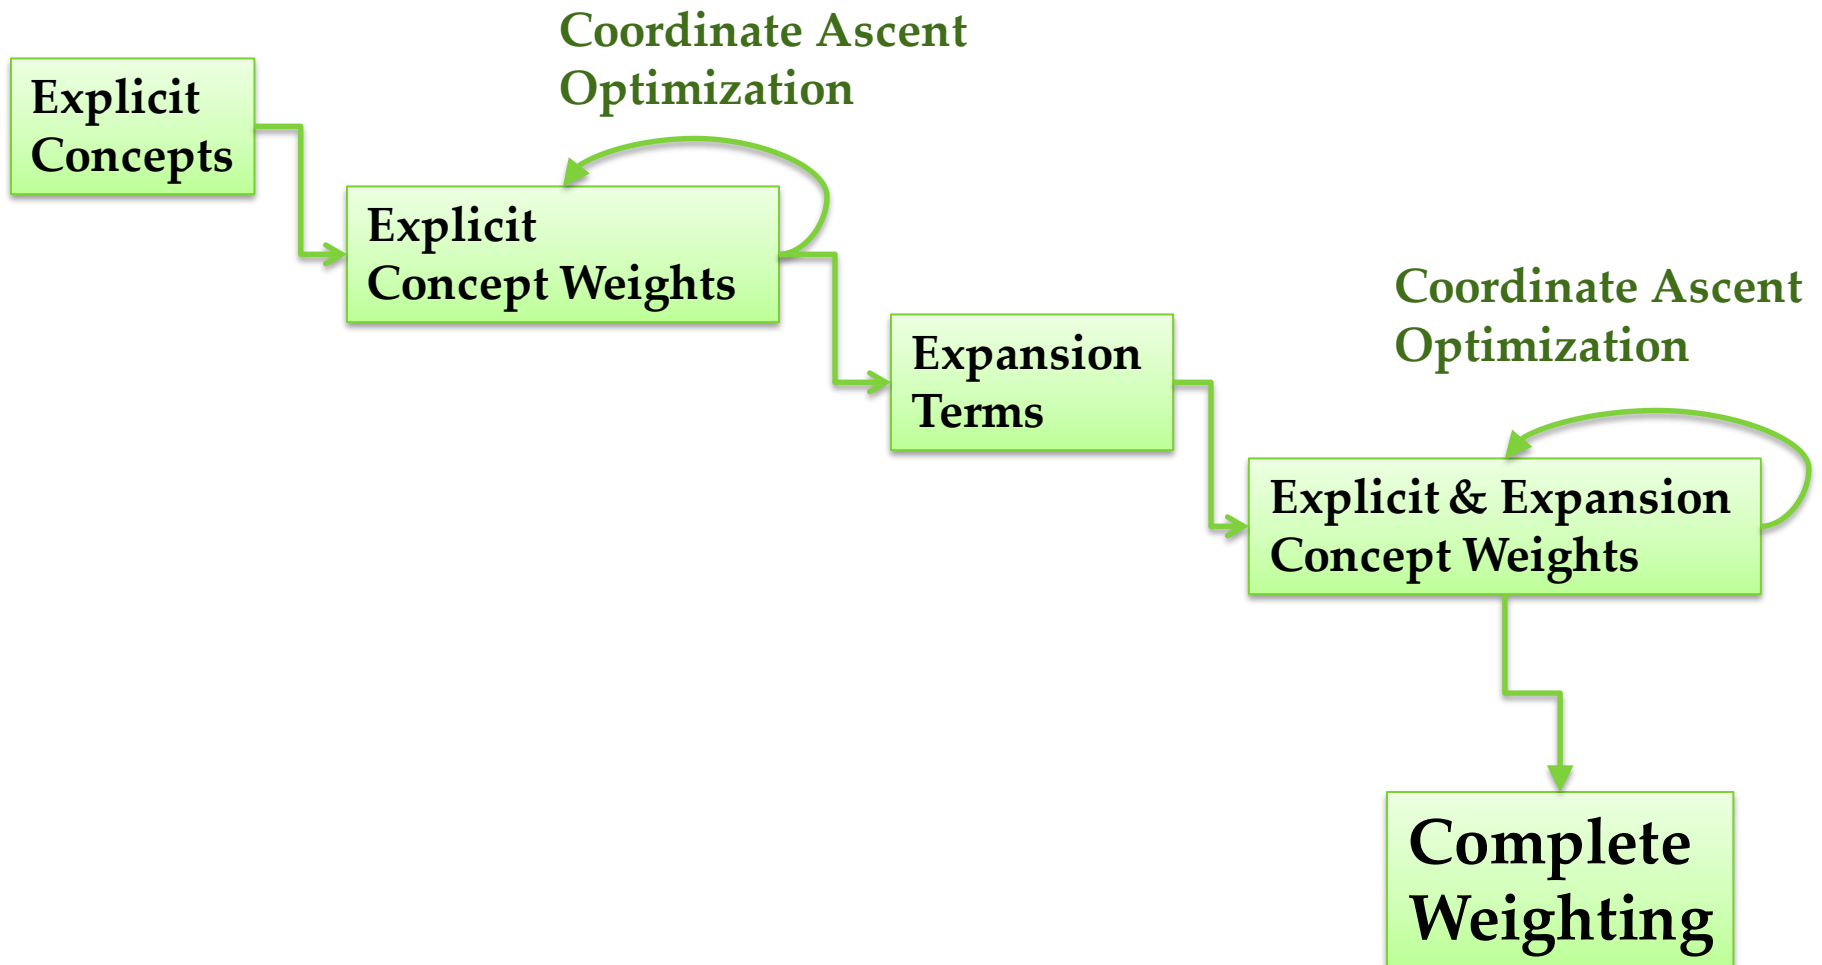 Coordinate Ascent
Optimization
Explicit
Concepts
Explicit
Concept Weights
Coordinate Ascent
Optimization
Expansion
Terms
Explicit & Expansion
Concept Weights
Complete
Weighting